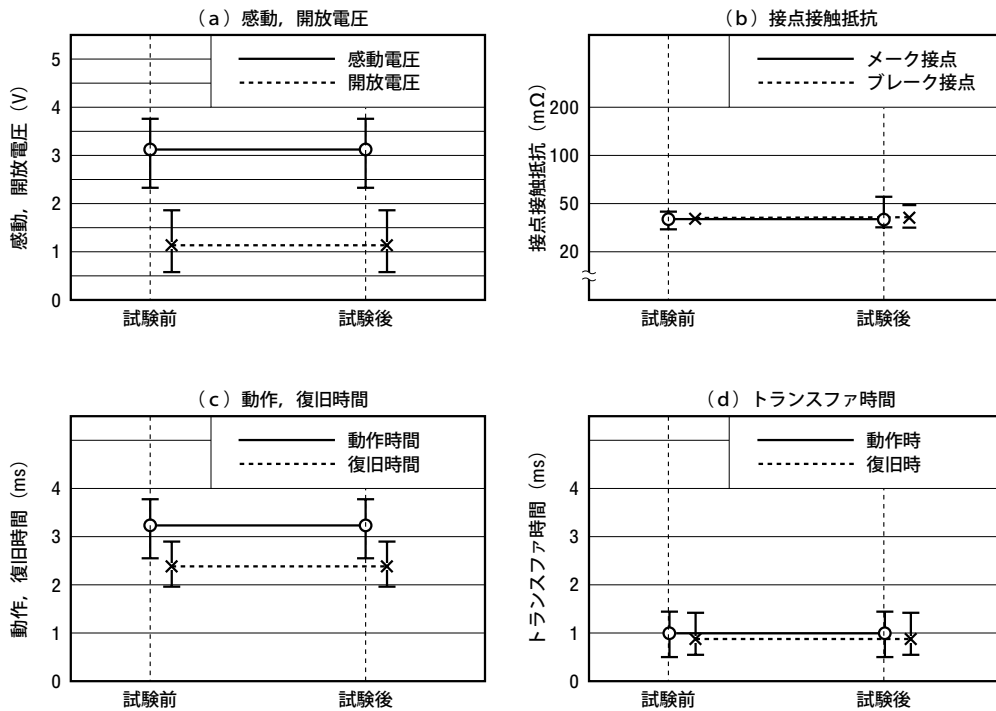 （a）感動，開放電圧
感動電圧
開放電圧
感動，開放電圧（V）
5
4
3
2
1
0
試験前
試験後
（b）接点接触抵抗
メーク接点
ブレーク接点
接点接触抵抗（mΩ）
200
100
50
20
試験前
試験後
（c）動作，復旧時間
動作時間
復旧時間
動作，復旧時間（ms）
4
3
2
1
0
試験前
試験後
（d）トランスファ時間
動作時
復旧時
トランスファ時間（ms）
4
3
2
1
0
試験前
試験後